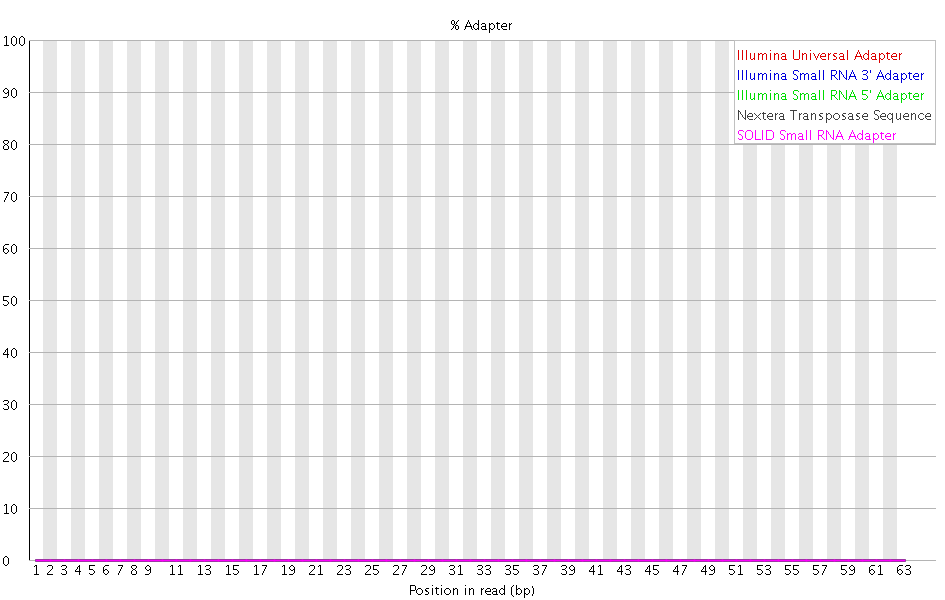 % Adapter
100
90
80
70
60
50
40
30
20
10
0
Illumina Universal Adapter
Illumina Small RNA 3' Adapter
Illumina Small RNA 5' Adapter
Nextera Transposase Sequence
SOLID Small RNA Adapter
1 2 3 4 5 6 7 8 9 11 13 15 17 19 21 23 25 27 29 31 33 35 37 39 41 43 45 47 49 51 53 55 57 59 61 63
Position in read (bp)